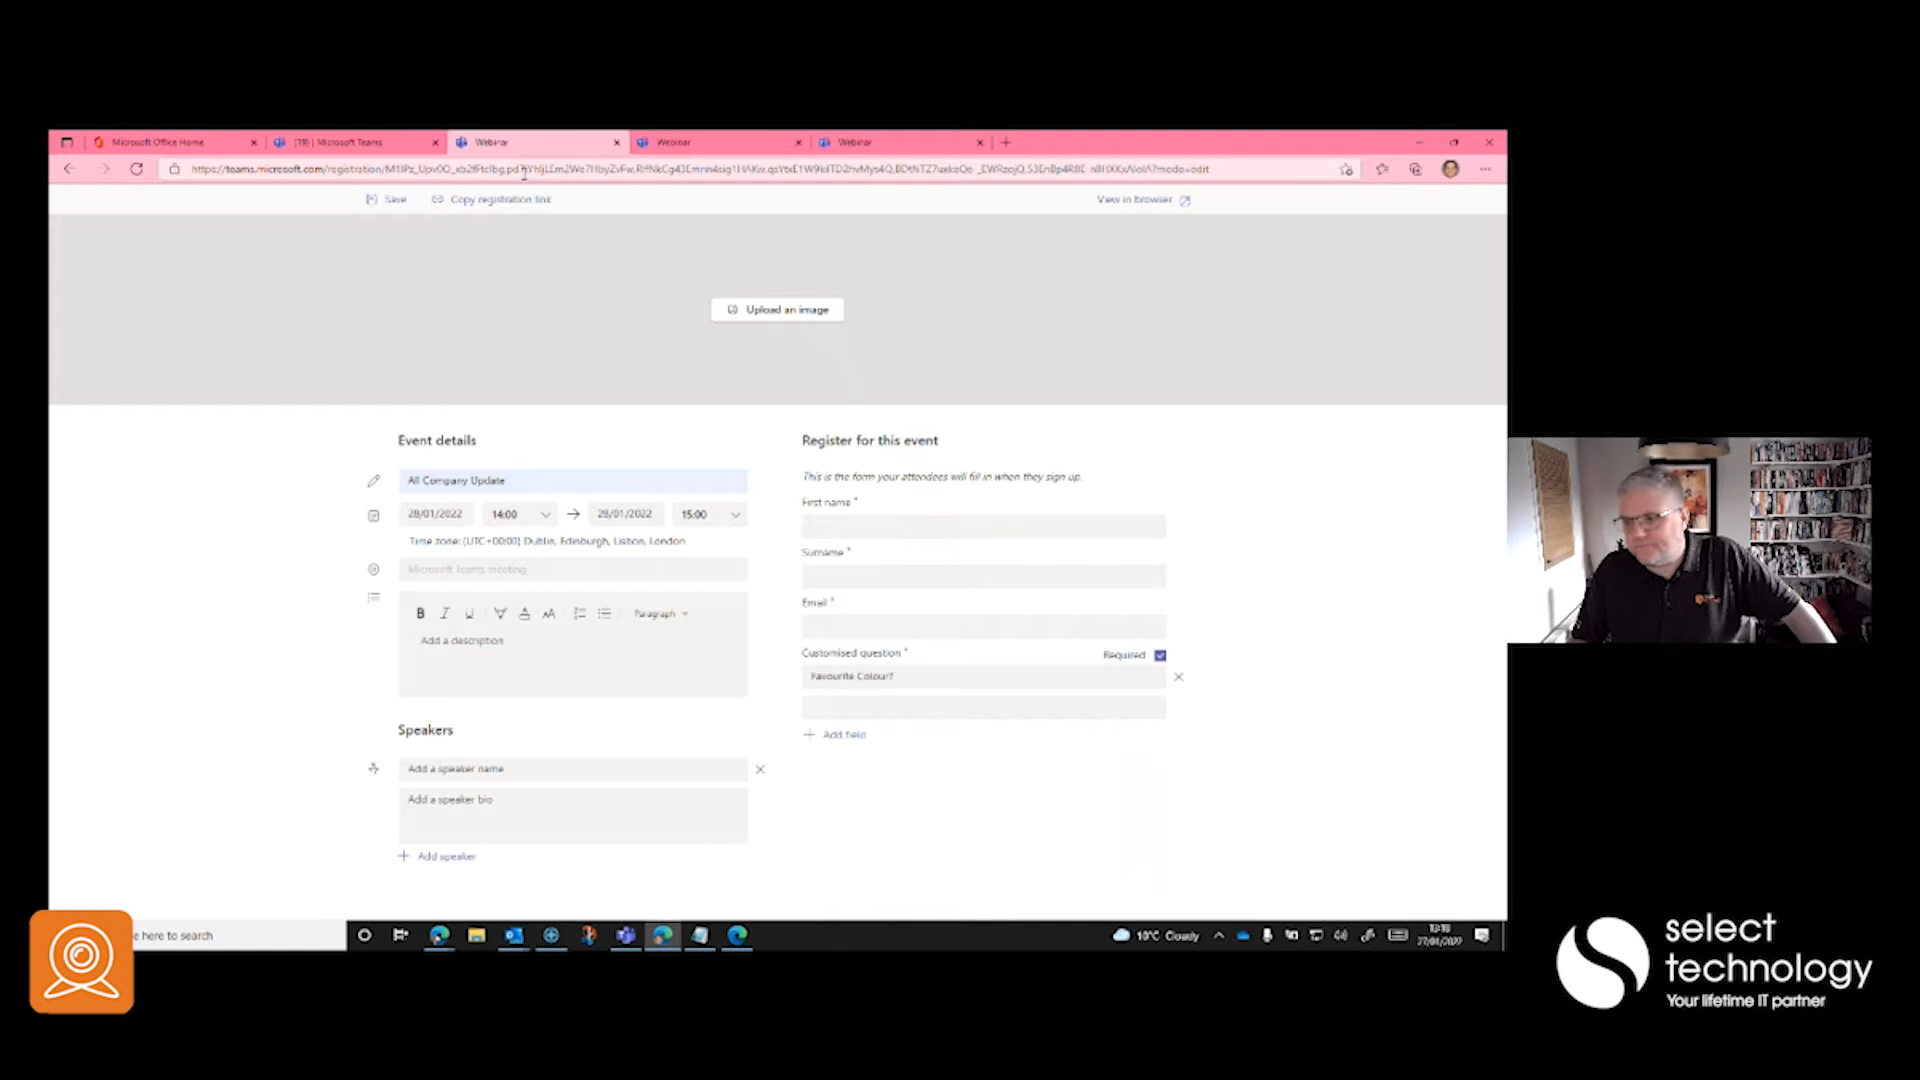 Microsoft Office Home
(19) | Microsoft Teams
Webinar
Webinar
Webinar
Save
Copy registration link
View in browser
Upload an image
Event details
Register for this event
This is the form your attendees will fill in when they sign up.
All Company Update
First name *
28/01/2022
14:00
28/01/2022
15:00
Time zone: (UTC+00:00) Dublin, Edinburgh, Lisbon, London
Surname *
Microsoft Teams meeting
Email *
B I U
AA
Paragraph
Add a description
Customised question *
Required
Favourite Colour?
Add field
Speakers
Add a speaker name
Add a speaker bio
Add speaker
e here to search
10°C Cloudy
27/01/2022
select
technology
Your lifetime IT partner